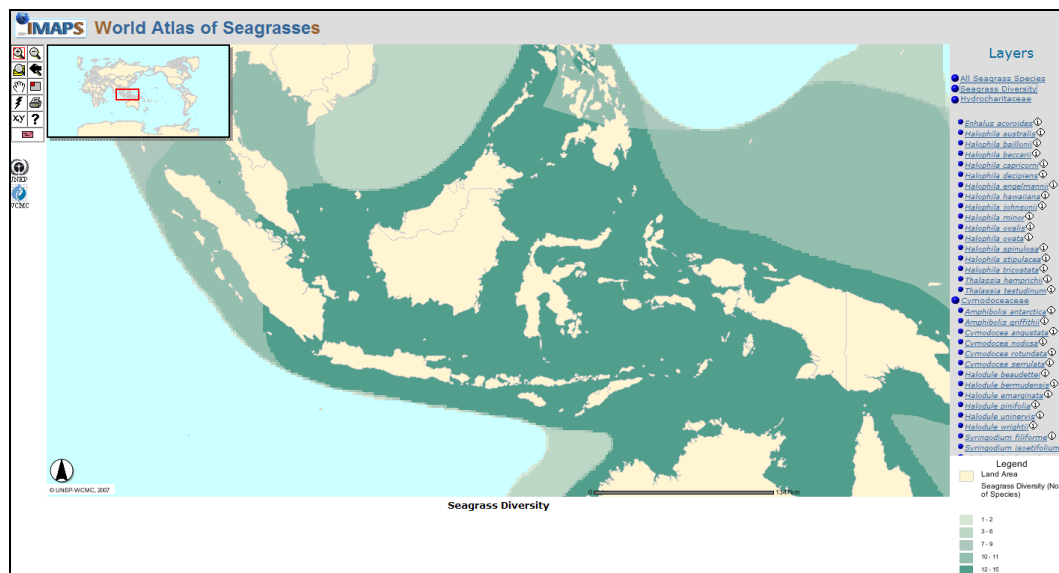 iMAPS World Atlas of Seagrasses
xy ?
UNEP
WCMC
© UNEP-WCMC, 2007
0 1347km
Seagrass Diversity
Layers
All Seagrass Species
Seagrass Diversity
Hydrocharitaceae
Enhalus acoroides
Halophila australis
Halophila baillonii
Halophila beccarii
Halophila capricorni
Halophila decipiens
Halophila engelmannii
Halophila hawaiiana
Halophila johnsonii
Halophila minor
Halophila ovalis
Halophila ovata
Halophila spinulosa
Halophila stipulacea
Halophila tricostata
Thalassia hemprichii
Thalassia testudinum
Cymodoceaceae
Amphibolis antarctica
Amphibolis griffithii
Cymodocea angustata
Cymodocea nodosa
Cymodocea rotundata
Cymodocea serrulata
Halodule beaudettei
Halodule bermudensis
Halodule emarginata
Halodule pinifolia
Halodule uninervis
Halodule wrightii
Syringodium filiforme
Syringodium isoetifolium
Legend
Land Area
Seagrass Diversity (No
of Species)
1 - 2
3 - 6
7 - 9
10 - 11
12 - 15